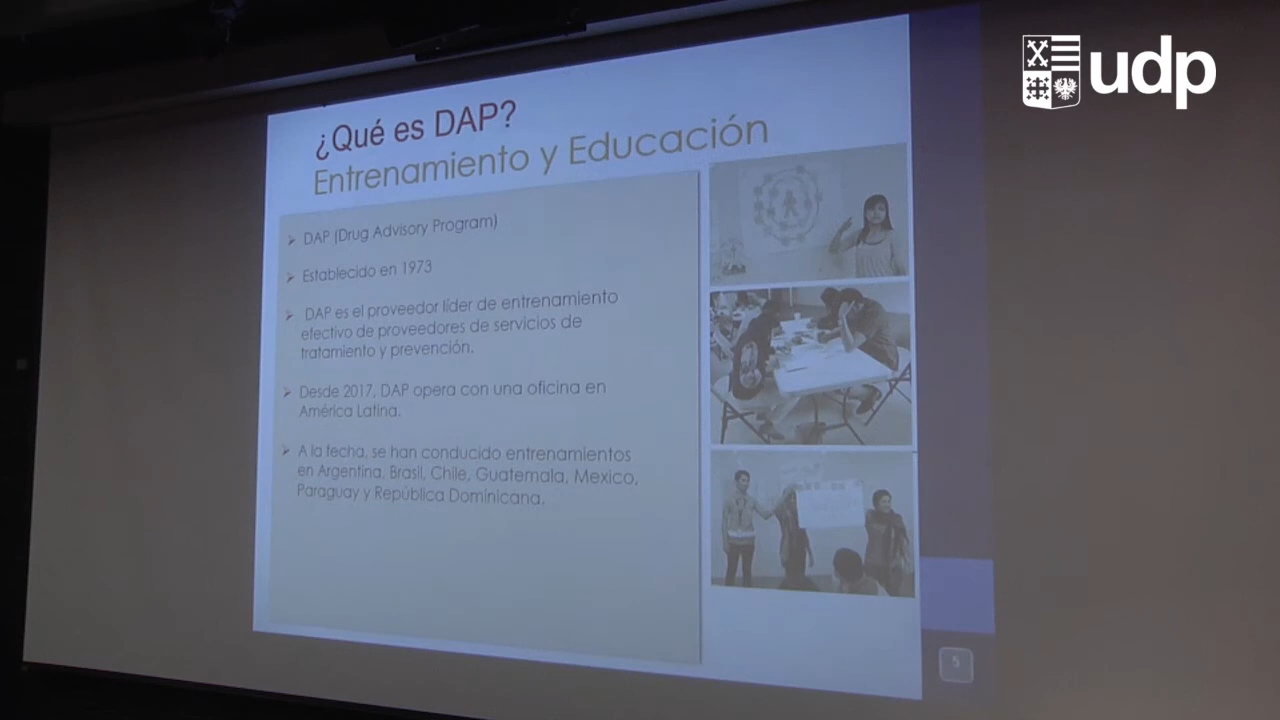 udp
¿Qué es DAP?
Entrenamiento y Educación
DAP (Drug Advisory Program)
Establecido en 1973
DAP es el proveedor líder de entrenamiento
efectivo de proveedores de servicios de
tratamiento y prevención.
Desde 2017, DAP opera con una oficina en
América Latina.
A la fecha, se han conducido entrenamientos
en Argentina, Brasil, Chile, Guatemala, Mexico,
Paraguay y República Dominicana.
5